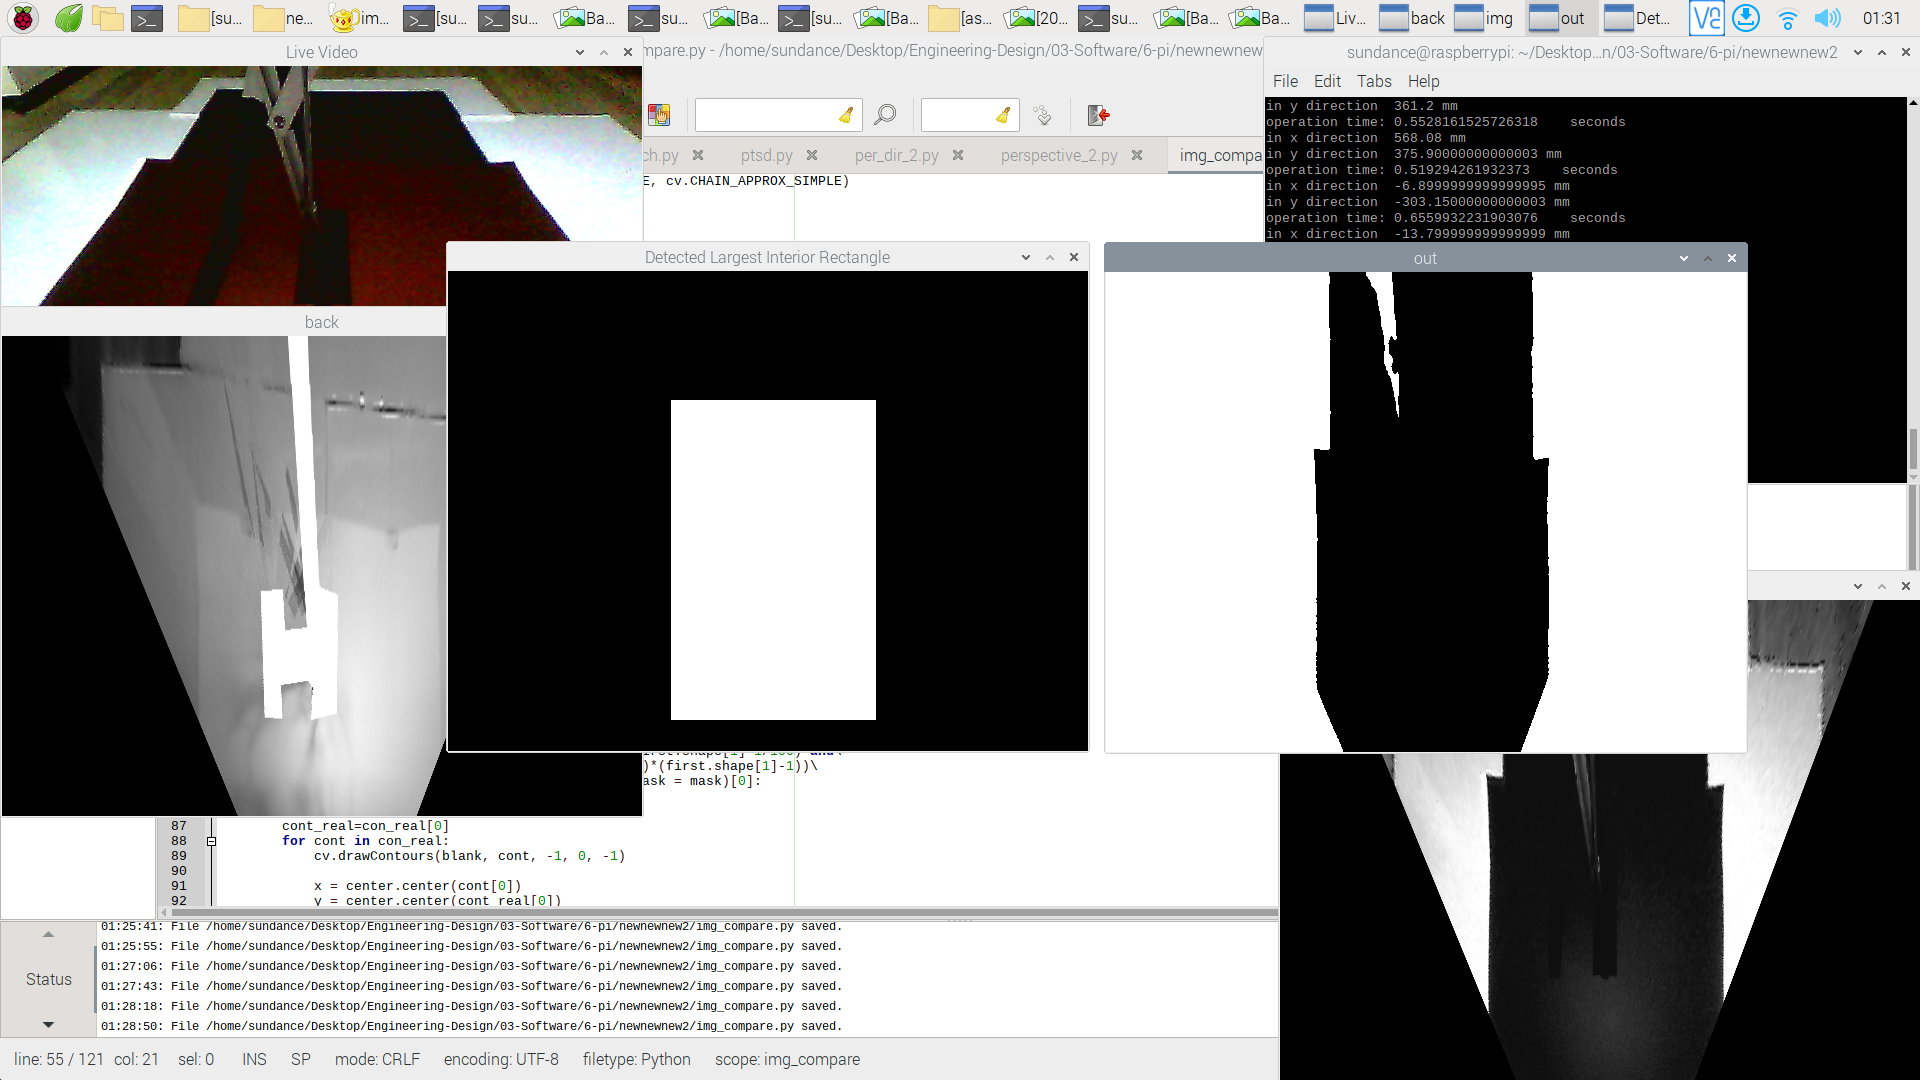 [su...
ne...
im...
[su...
su...
Ba...
su...
[Ba...
[su...
[Ba...
[as...
[20...
su...
[Ba...
Ba...
Liv...
back
img
out
Det...
01:31
Live Video
mpare.py - /home/sundance/Desktop/Engineering-Design/03-Software/6-pi/newnewnew
sundance@raspberrypi: ~/Desktop...n/03-Software/6-pi/newnewnew2
File Edit Tabs Help
in y direction  361.2 mm
operation time: 0.5528161525726318    seconds
in x direction  568.08 mm
in y direction  375.90000000000003 mm
operation time: 0.519294261932373    seconds
in x direction  -6.8999999999999995 mm
in y direction  -303.15000000000003 mm
operation time: 0.6559932231903076    seconds
in x direction  -13.799999999999999 mm
ch.py
ptsd.py
per_dir_2.py
perspective_2.py
img_compa
E, cv.CHAIN_APPROX_SIMPLE)
Detected Largest Interior Rectangle
out
back
)*(first.shape[1]-1))\
ask = mask)[0]:
87 cont_real=con_real[0]
88 for cont in con_real:
89 cv.drawContours(blank, cont, -1, 0, -1)
90
91 x = center.center(cont[0])
92 y = center.center(cont_real[0])
Status
01:25:41: File /home/sundance/Desktop/Engineering-Design/03-Software/6-pi/newnewnew2/img_compare.py saved.
01:25:55: File /home/sundance/Desktop/Engineering-Design/03-Software/6-pi/newnewnew2/img_compare.py saved.
01:27:06: File /home/sundance/Desktop/Engineering-Design/03-Software/6-pi/newnewnew2/img_compare.py saved.
01:27:43: File /home/sundance/Desktop/Engineering-Design/03-Software/6-pi/newnewnew2/img_compare.py saved.
01:28:18: File /home/sundance/Desktop/Engineering-Design/03-Software/6-pi/newnewnew2/img_compare.py saved.
01:28:50: File /home/sundance/Desktop/Engineering-Design/03-Software/6-pi/newnewnew2/img_compare.py saved.
line: 55 / 121 col: 21 sel: 0 INS SP mode: CRLF encoding: UTF-8 filetype: Python scope: img_compare